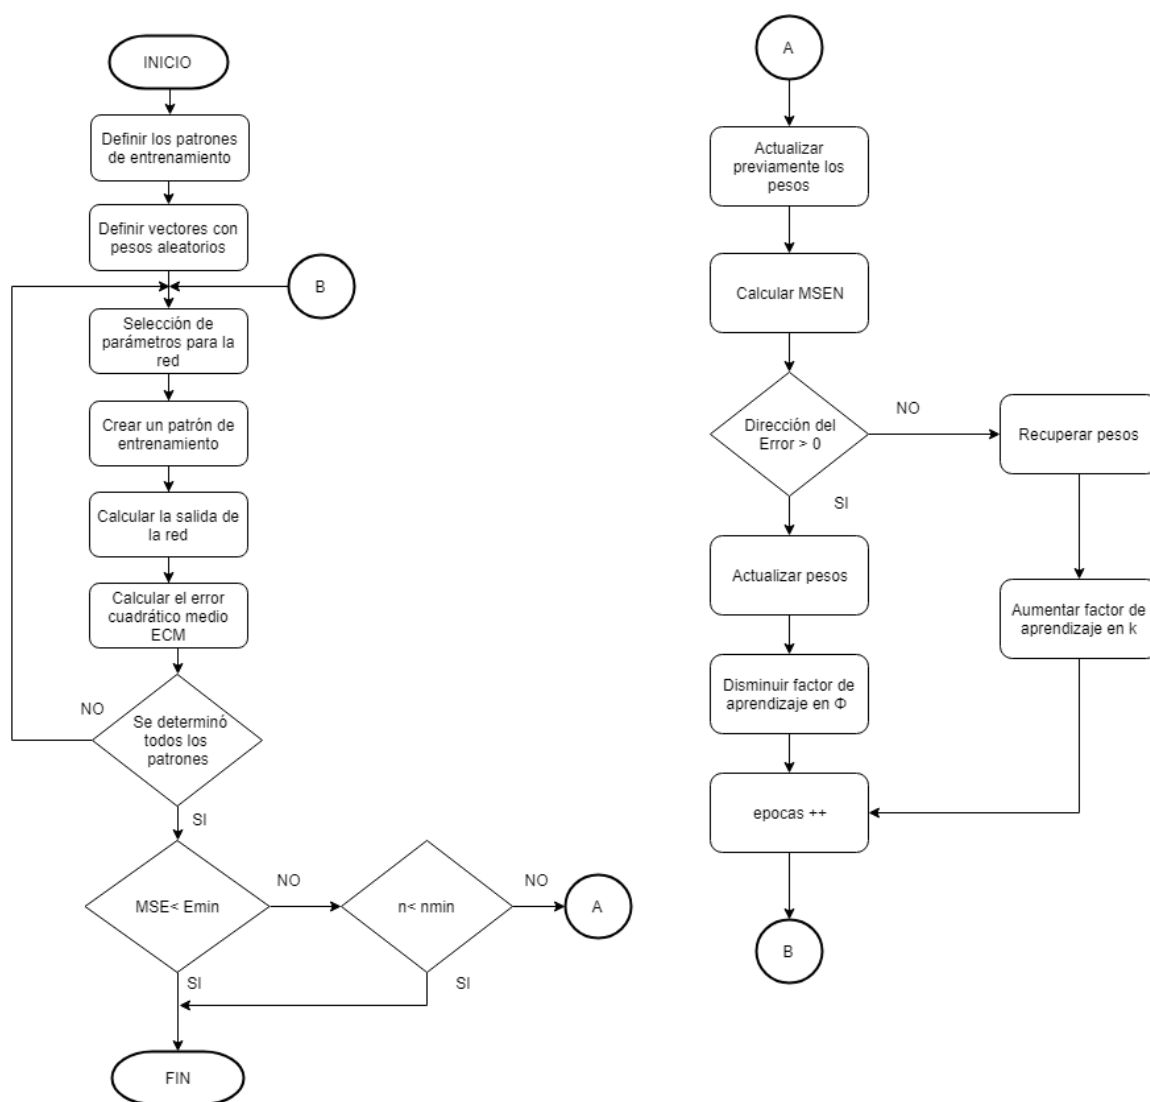 INICIO
Definir los patrones
de entrenamiento
Definir vectores con
pesos aleatorios
B
Selección de
parámetros para la
red
Crear un patrón de
entrenamiento
Calcular la salida de
la red
Calcular el error
cuadrático medio
ECM
NO
Se determinó
todos los
patrones
SI
MSE< Emin
NO
n< nmin
NO
A
SI
SI
FIN
A
Actualizar
previamente los
pesos
Calcular MSEN
Dirección del
Error > 0
NO
Recuperar pesos
SI
Actualizar pesos
Aumentar factor de
aprendizaje en k
Disminuir factor de
aprendizaje en Φ
epocas ++
B